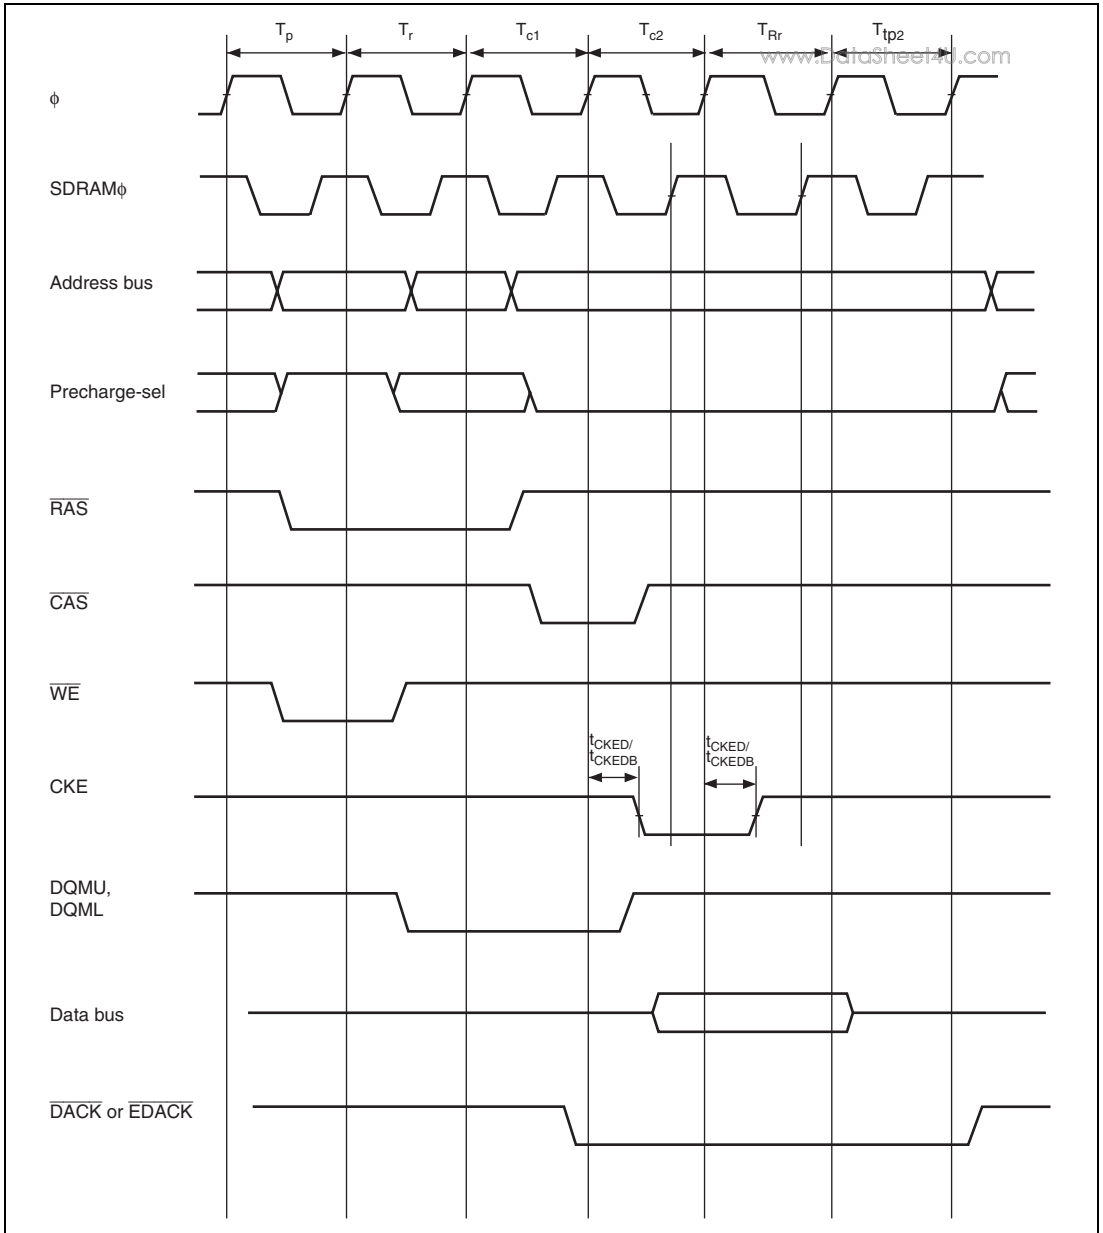 Tp Tr Tc1 Tc2 TRr Ttp2
www.DataSheet4U.com
ϕ
SDRAMϕ
Address bus
Precharge-sel
RAS
CAS
WE
tCKED/ tCKED/
tCKEDB tCKEDB
CKE
DQMU,
DQML
Data bus
DACK or EDACK